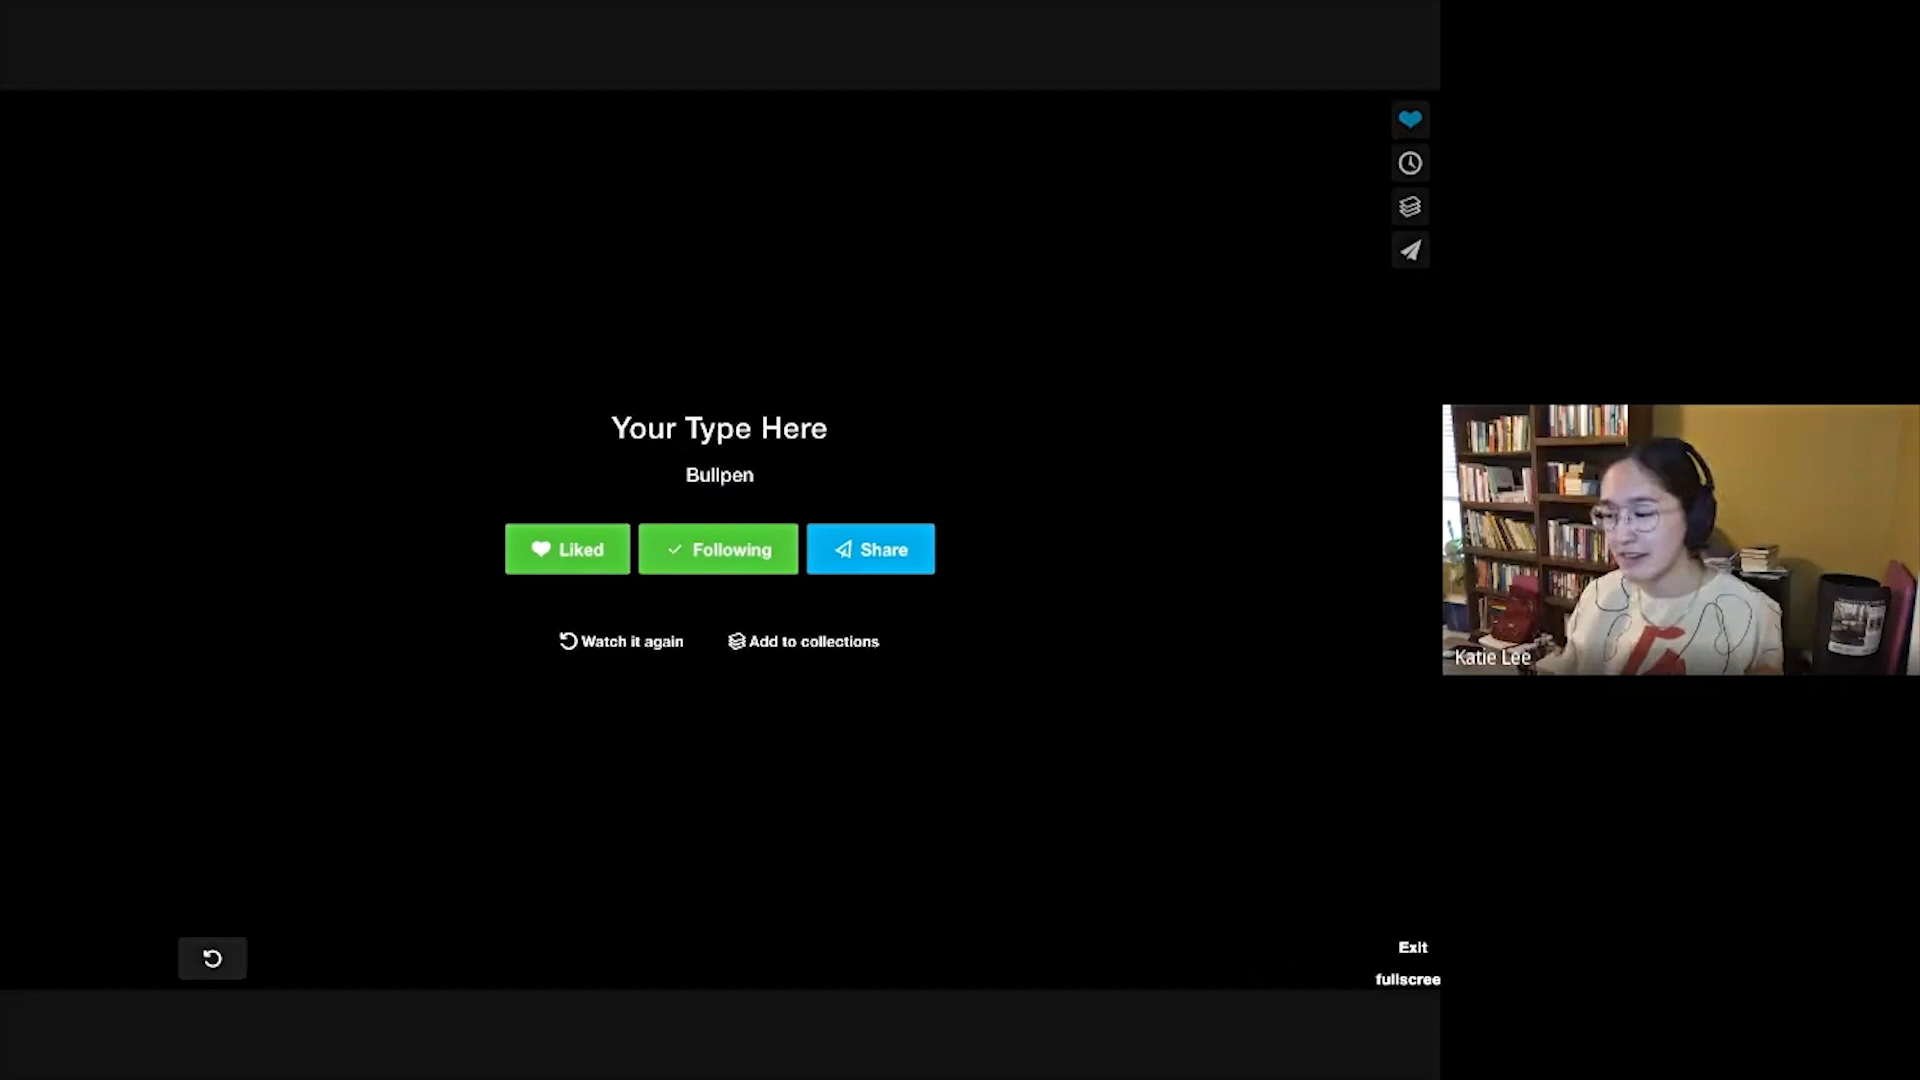 Your Type Here
Bullpen
Liked
Following
Share
Watch it again
Add to collections
Katie Lee
Exit
fullscree